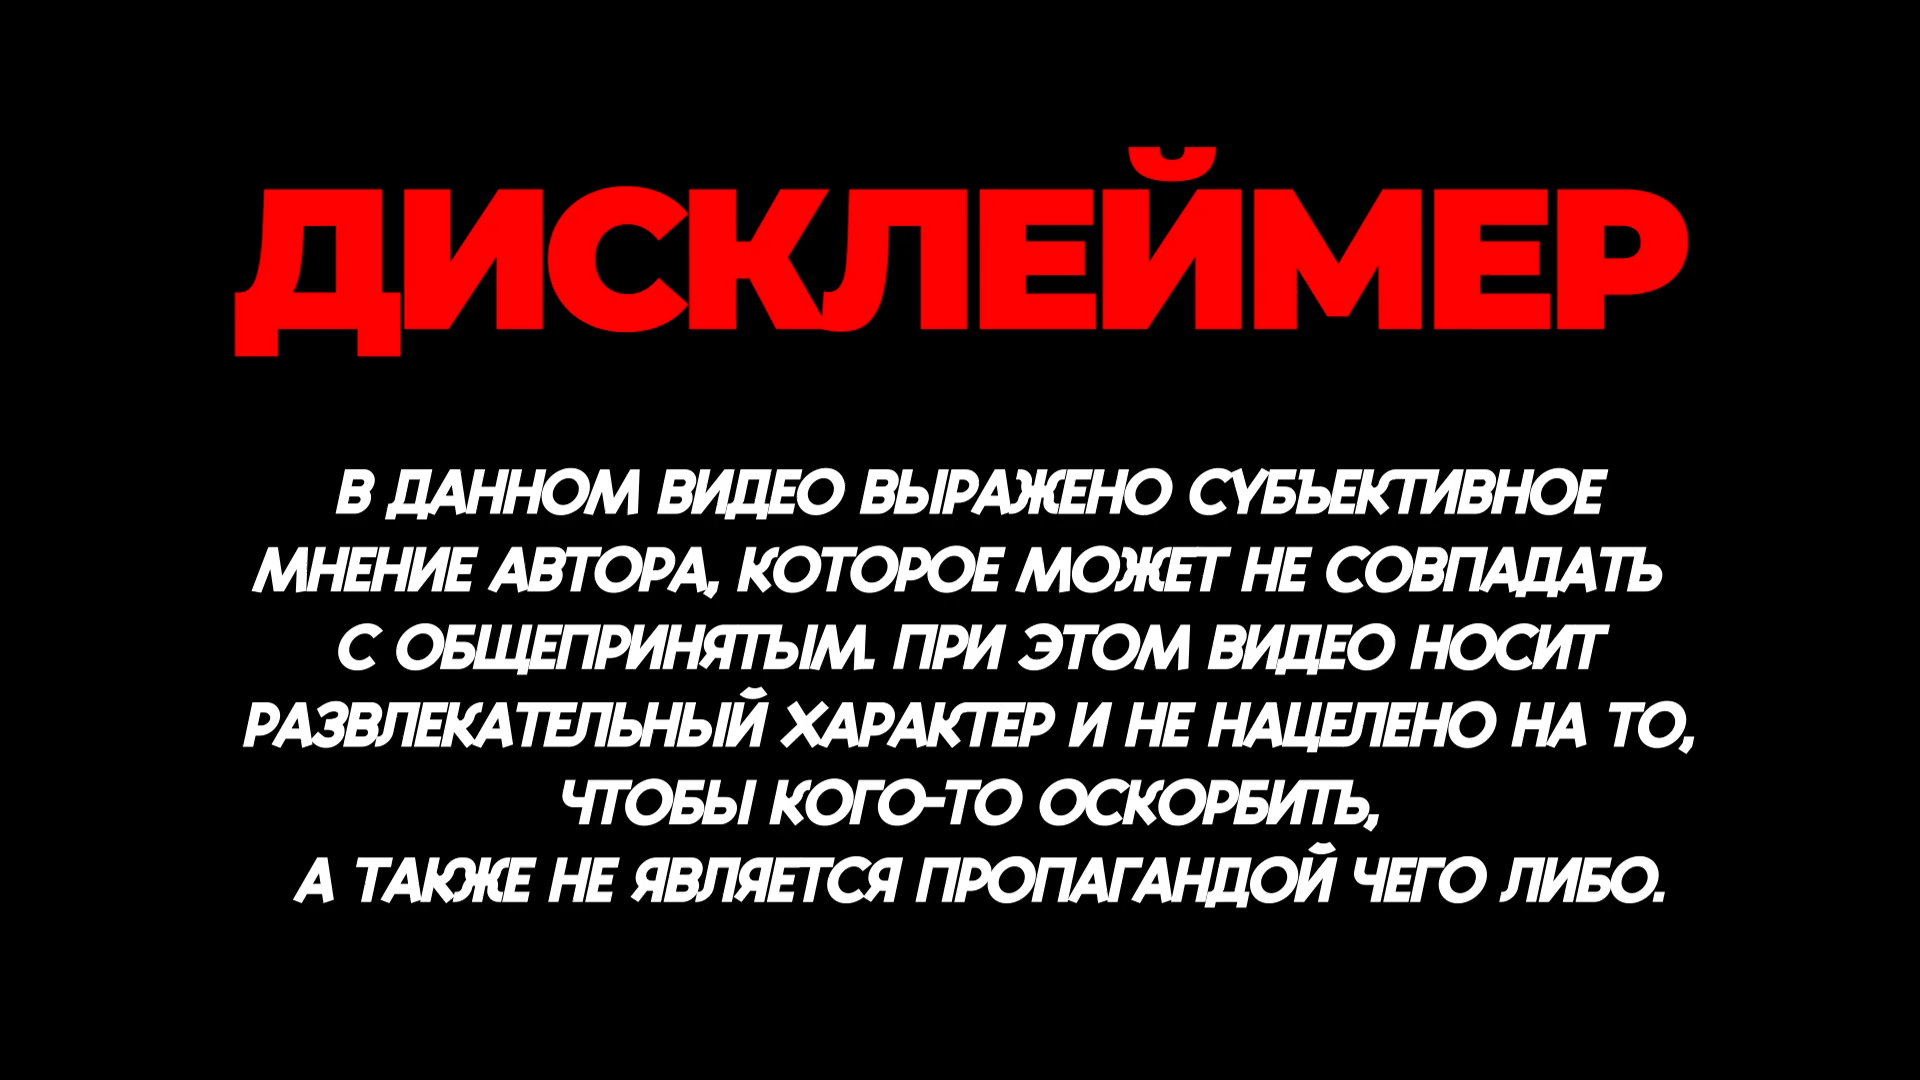 ДИСКЛЕЙМЕР
В ДАННОМ ВИДЕО ВЫРАЖЕНО СУБЪЕКТИВНОЕ
МНЕНИЕ АВТОРА, КОТОРОЕ МОЖЕТ НЕ СОВПАДАТЬ
С ОБЩЕПРИНЯТЫМ. ПРИ ЭТОМ ВИДЕО НОСИТ
РАЗВЛЕКАТЕЛЬНЫЙ ХАРАКТЕР И НЕ НАЦЕЛЕНО НА ТО,
ЧТОБЫ КОГО-ТО ОСКОРБИТЬ,
А ТАКЖЕ НЕ ЯВЛЯЕТСЯ ПРОПАГАНДОЙ ЧЕГО ЛИБО.